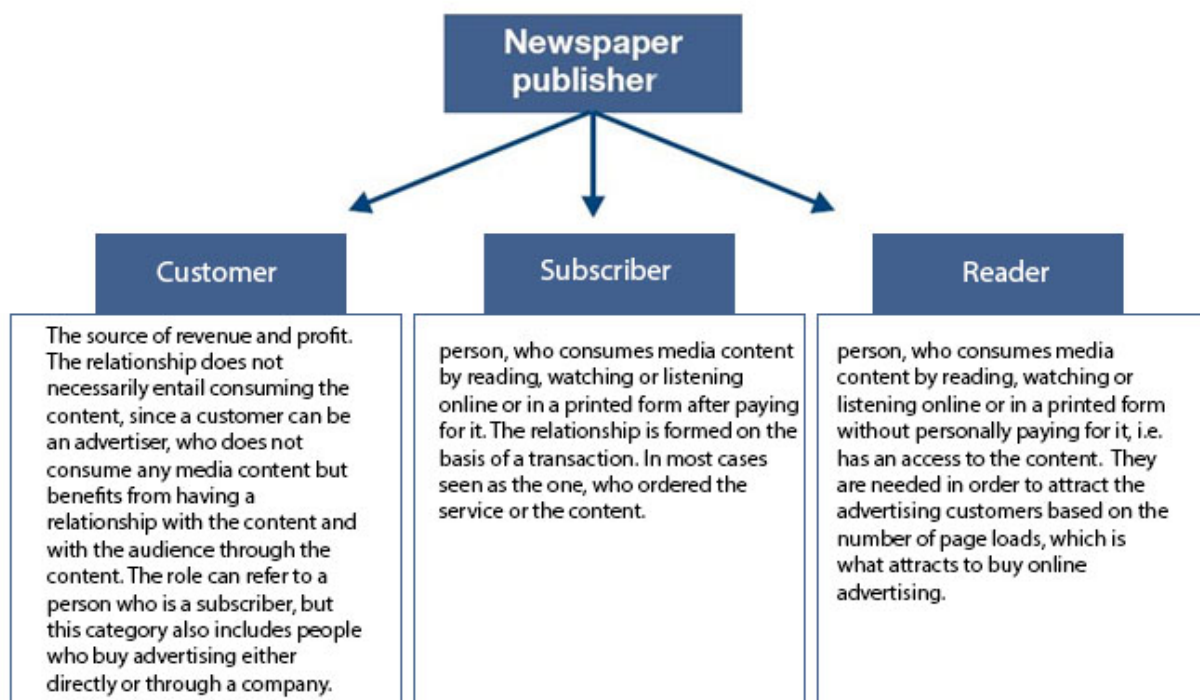 Newspaper
publisher
Customer
The source of revenue and profit.
The relationship does not
necessarily entail consuming the
content, since a customer can be
an advertiser, who does not
consume any media content but
benefits from having a
relationship with the content and
with the audience through the
content. The role can refer to a
person who is a subscriber, but
this category also includes people
who buy advertising either
directly or through a company.
Subscriber
person, who consumes media content
by reading, watching or listening
online or in a printed form after paying
for it. The relationship is formed on the
basis of a transaction. In most cases
seen as the one, who ordered the
service or the content.
Reader
person, who consumes media
content by reading, watching or
listening online or in a printed form
without personally paying for it, i.e.
has an access to the content. They
are needed in order to attract the
advertising customers based on the
number of page loads, which is
what attracts to buy online
advertising.